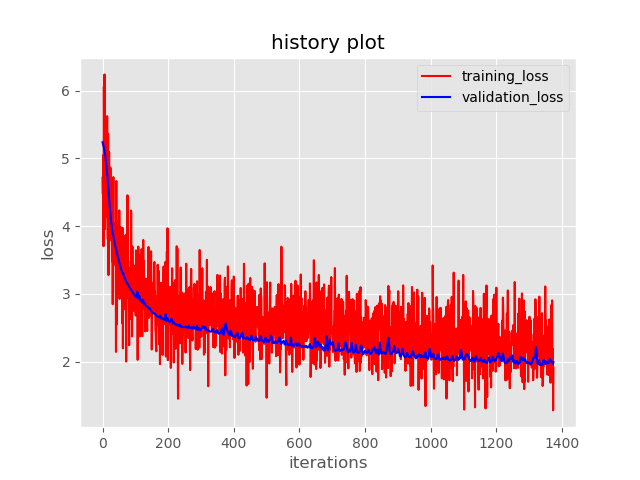 history plot
training_loss
validation_loss
6
5
4
3
2
loss
0 200 400 600 800 1000 1200 1400
iterations